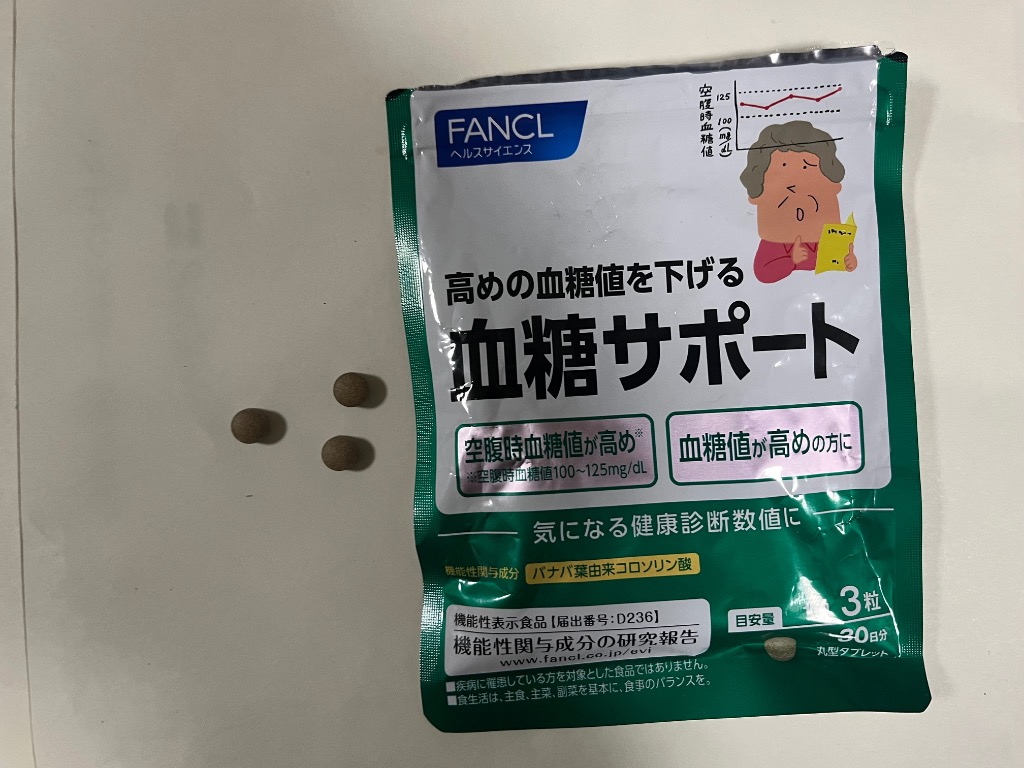 FANCL
ヘルスサイエンス
空腹時血糖値
125
100
(mg/dL)
高めの血糖値を下げる
血糖サポート
空腹時血糖値が高め※
※空腹時血糖値100~125mg/dL
血糖値が高めの方に
気になる健康診断数値に
機能性関与成分 バナバ葉由来コロソリン酸
機能性表示食品【届出番号:D236】
機能性関与成分の研究報告
www.fancl.co.jp/evi
目安量
3粒
30日分
丸型タブレット
■疾病に罹患している方を対象とした食品ではありません。
■食生活は、主食、主菜、副菜を基本に、食事のバランスを。